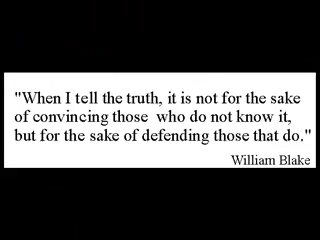 "When I tell the truth, it is not for the sake
of convincing those who do not know it,
but for the sake of defending those that do."
William Blake